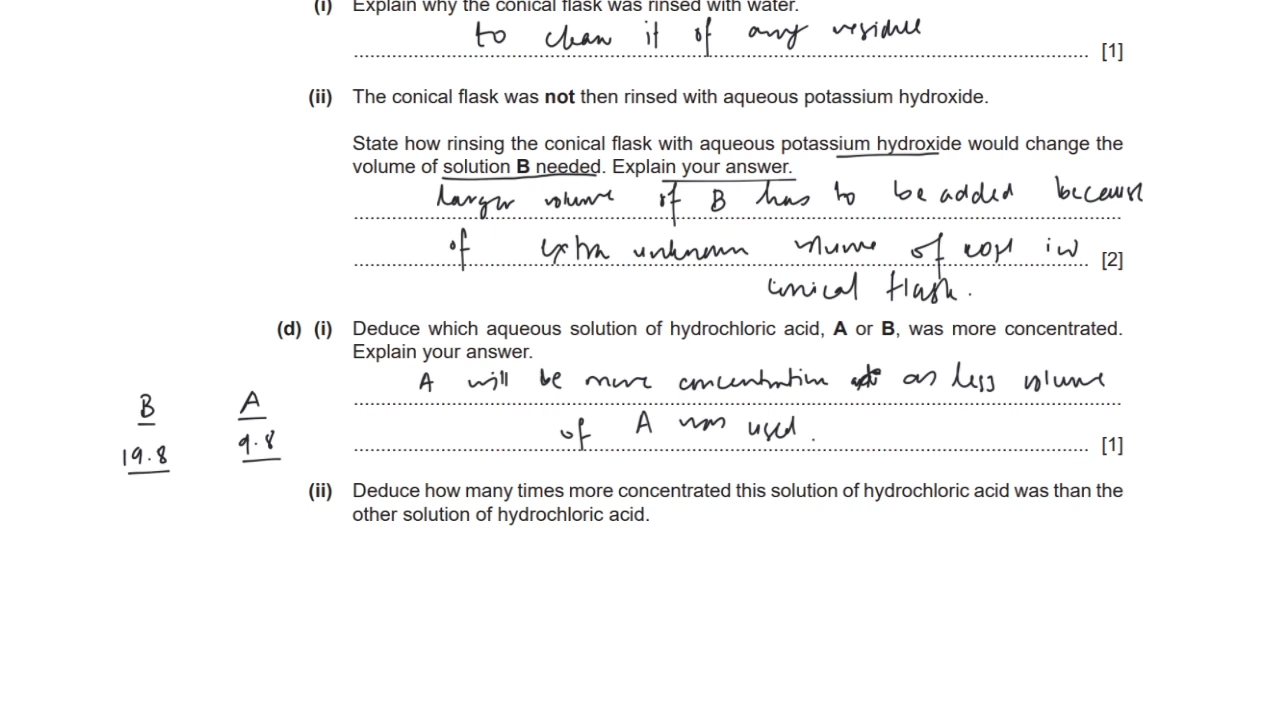 (i) Explain why the conical flask was rinsed with water.
to clean it of any residue
[1]
(ii) The conical flask was not then rinsed with aqueous potassium hydroxide.
State how rinsing the conical flask with aqueous potassium hydroxide would change the
volume of solution B needed. Explain your answer.
larger volume of B has to be added because
of extra unknown volume of in [2]
conical flask.
(d) (i) Deduce which aqueous solution of hydrochloric acid, A or B, was more concentrated.
Explain your answer.
A will be more concentration as less volume
of A was used.
[1]
B A
19.8 9.8
(ii) Deduce how many times more concentrated this solution of hydrochloric acid was than the
other solution of hydrochloric acid.